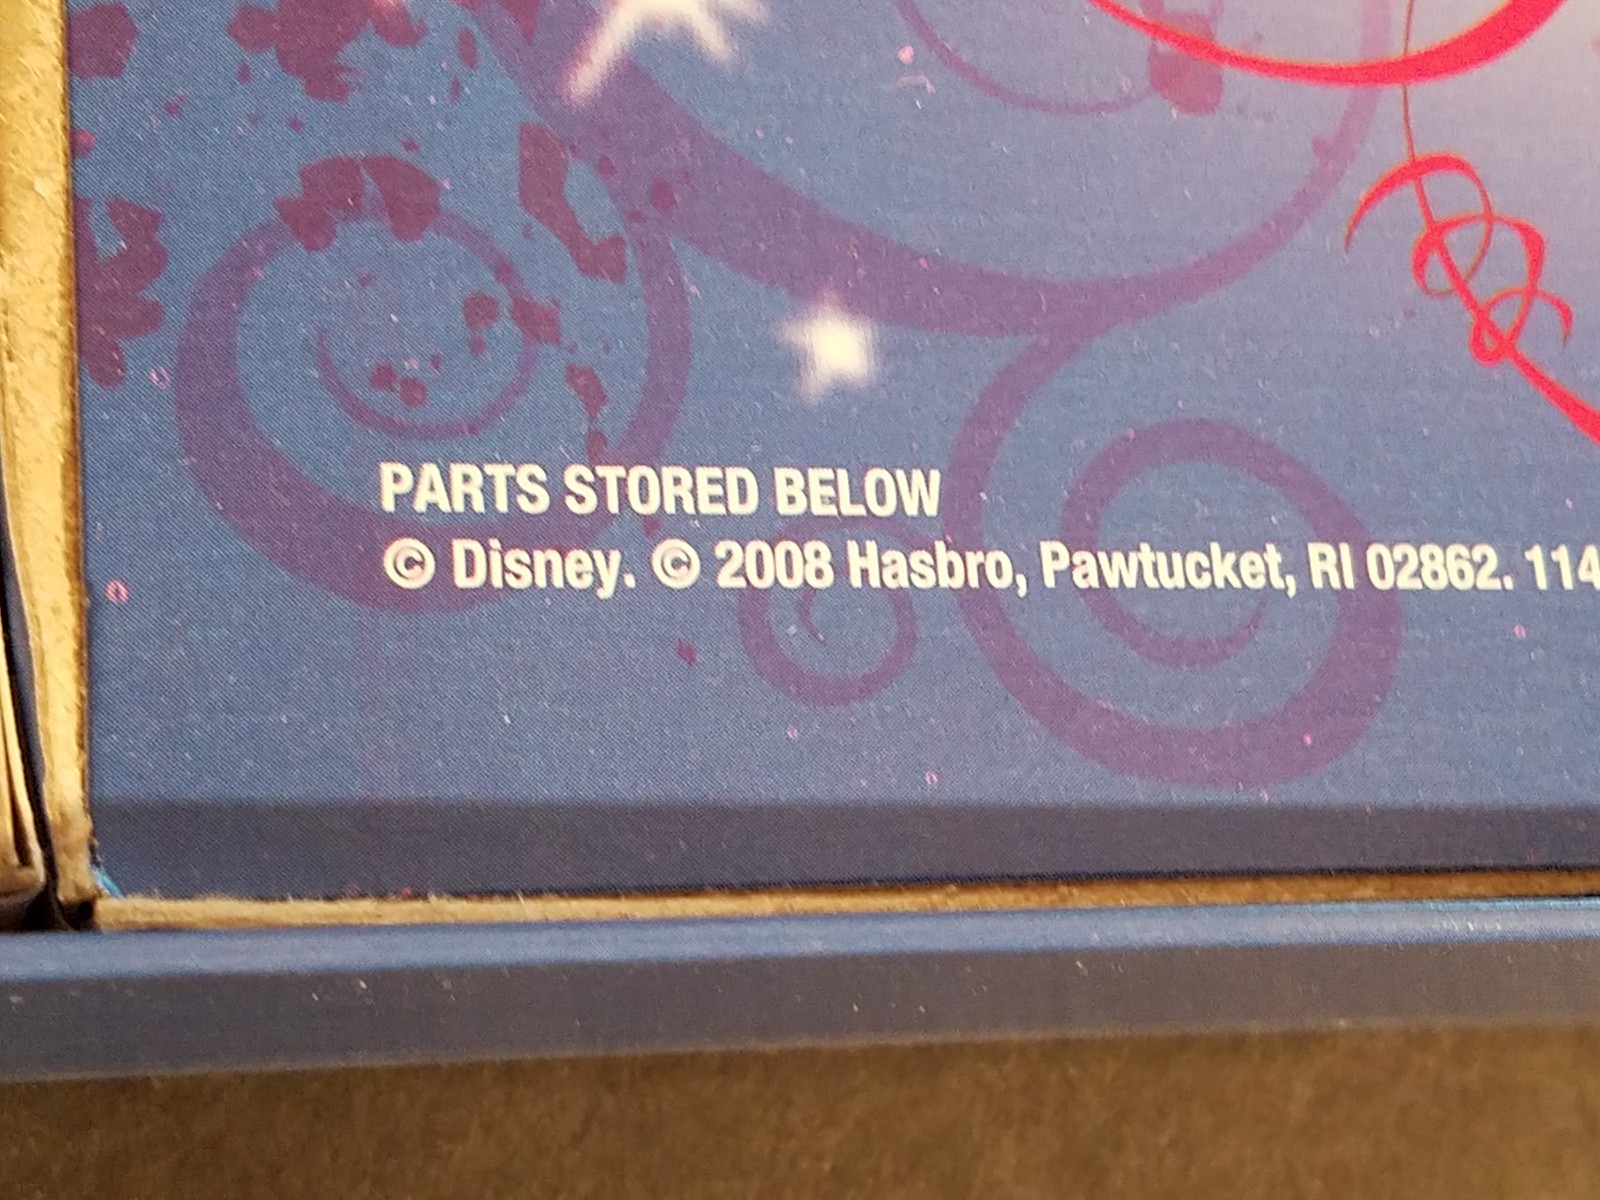 PARTS STORED BELOW
© Disney. © 2008 Hasbro, Pawtucket, RI 02862. 114